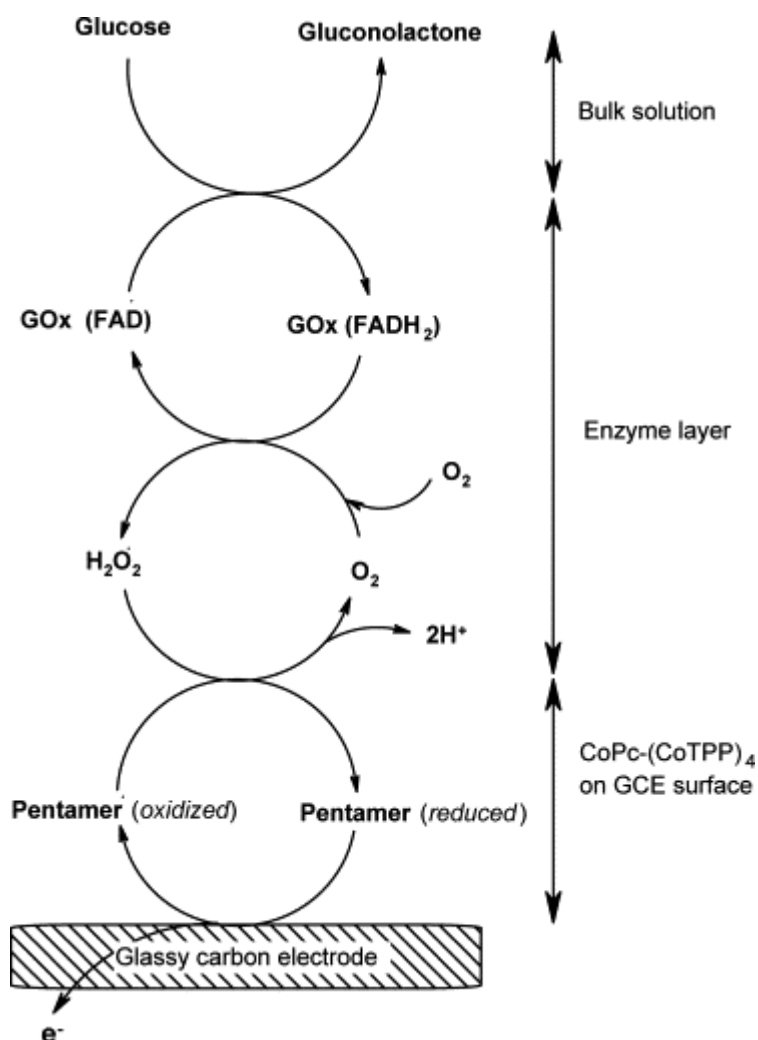 Glucose
Gluconolactone
Bulk solution
GOx (FAD)
GOx (FADH₂)
Enzyme layer
O₂
H₂O₂
O₂
2H⁺
CoPc-(CoTPP)₄
on GCE surface
Pentamer (oxidized)
Pentamer (reduced)
Glassy carbon electrode
e⁻